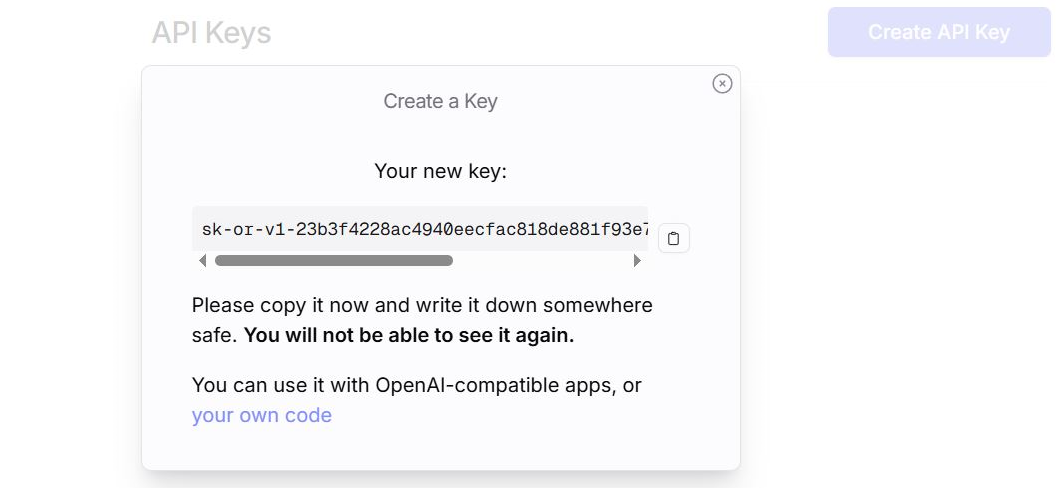 API Keys
Create API Key
Create a Key
Your new key:
sk-or-v1-23b3f4228ac4940eecfac818de881f93e7
Please copy it now and write it down somewhere
safe. You will not be able to see it again.
You can use it with OpenAI-compatible apps, or
your own code